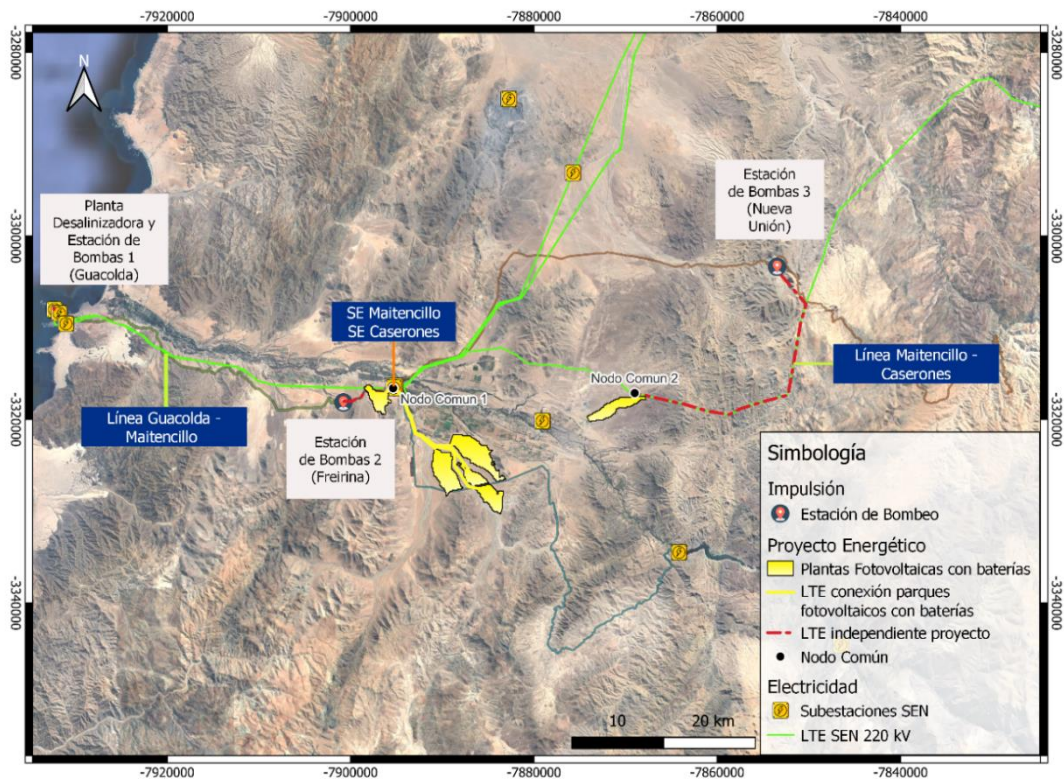 -7920000
-7900000
-7880000
-7860000
-7840000
-3280000
-3280000
N
Planta
Desalinizadora y
Estación de
Bombas 1
(Guacolda)
Estación
de Bombas 3
(Nueva
Unión)
-3300000
-3300000
SE Maitencillo
SE Caserones
Línea Maitencillo -
Caserones
Nodo Comun 2
Nodo Comun 1
Línea Guacolda -
Maitencillo
Estación
de Bombas 2
(Freirina)
-3320000
-3320000
-3340000
-3340000
Simbología
Impulsión
Estación de Bombeo
Proyecto Energético
Plantas Fotovoltaicas con baterías
LTE conexión parques
fotovoltaicos con baterías
LTE independiente proyecto
Nodo Común
Electricidad
Subestaciones SEN
LTE SEN 220 kV
10
20 km
-7920000
-7900000
-7880000
-7860000
-7840000